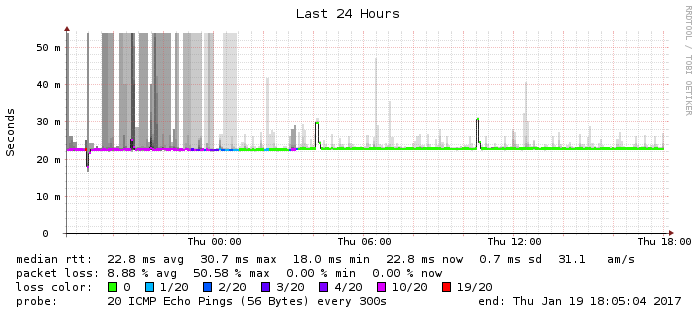 Last 24 Hours
RRDTOOL / TOBI OETIKER
Seconds
50 m
40 m
30 m
20 m
10 m
0
Thu 00:00 Thu 06:00 Thu 12:00 Thu 18:00
median rtt: 22.8 ms avg 30.7 ms max 18.0 ms min 22.8 ms now 0.7 ms sd 31.1 am/s
packet loss: 8.88 % avg 50.58 % max 0.00 % min 0.00 % now
loss color: 0 1/20 2/20 3/20 4/20 10/20 19/20
probe: 20 ICMP Echo Pings (56 Bytes) every 300s end: Thu Jan 19 18:05:04 2017